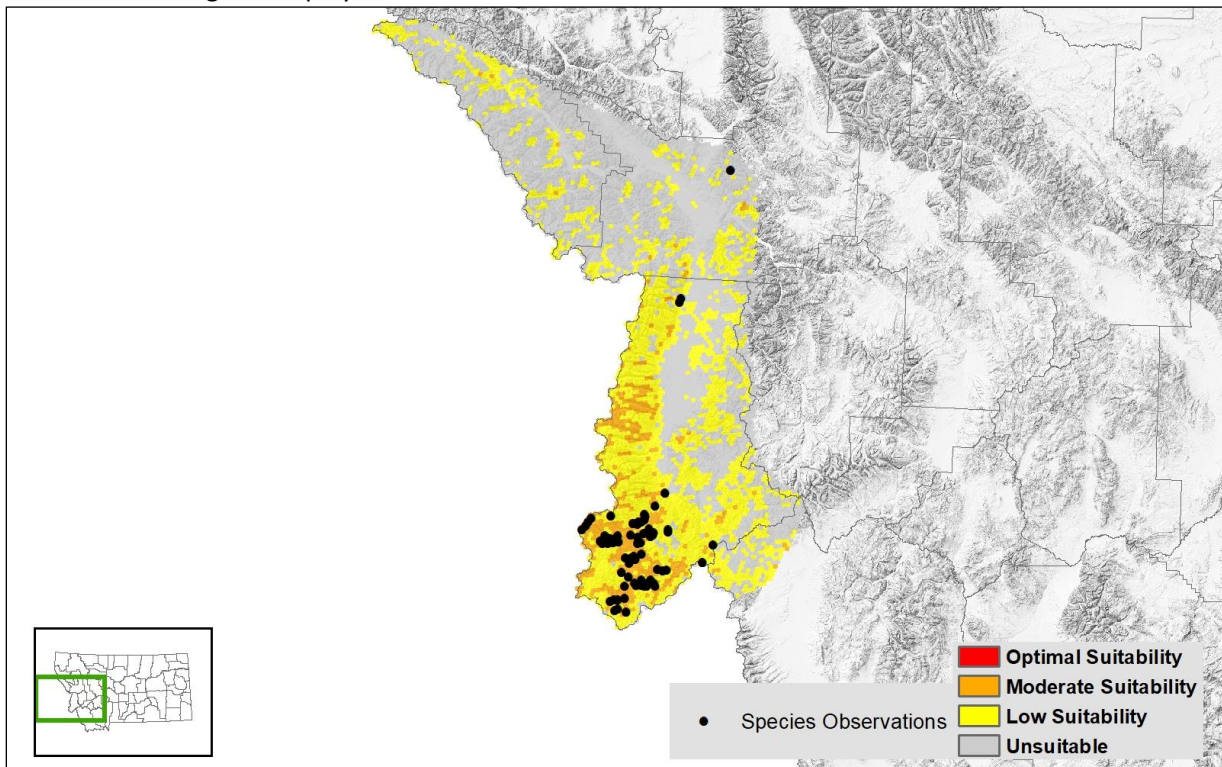 Optimal Suitability
Moderate Suitability
Species Observations
Low Suitability
Unsuitable